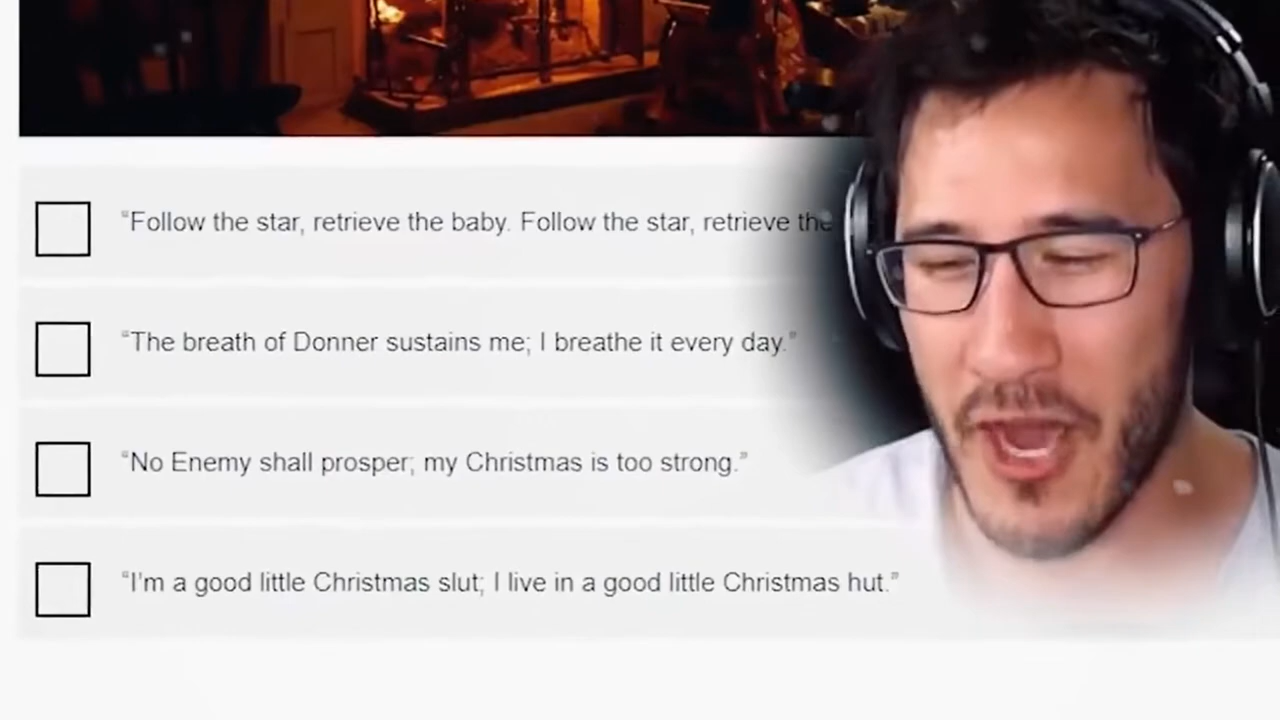 “Follow the star, retrieve the baby. Follow the star, retrieve the
“The breath of Donner sustains me; I breathe it every day.”
“No Enemy shall prosper; my Christmas is too strong.”
“I'm a good little Christmas slut; I live in a good little Christmas hut.”